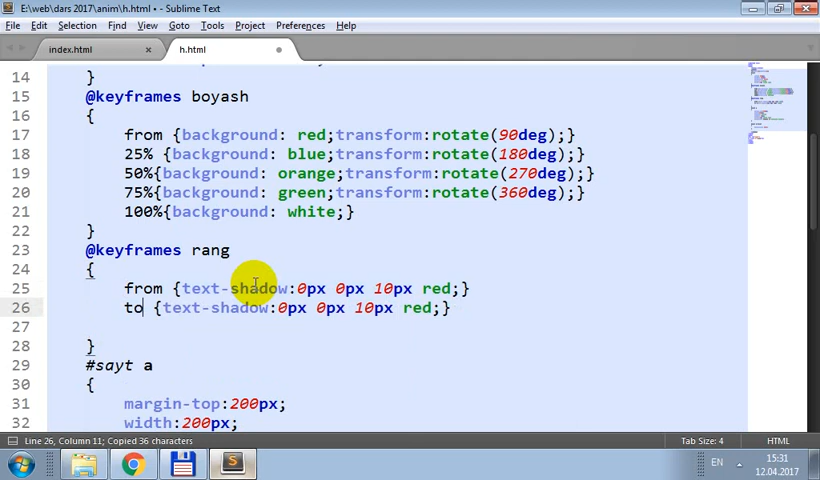 E:\web\dars 2017\anim\h.html • - Sublime Text
File Edit Selection Find View Goto Tools Project Preferences Help
index.html × h.html
14 }
15 @keyframes boyash
16 {
17 from {background: red;transform:rotate(90deg);}
18 25% {background: blue;transform:rotate(180deg);}
19 50%{background: orange;transform:rotate(270deg);}
20 75%{background: green;transform:rotate(360deg);}
21 100%{background: white;}
22 }
23 @keyframes rang
24 {
25 from {text-shadow:0px 0px 10px red;}
26 to {text-shadow:0px 0px 10px red;}
27
28 }
29 #sayt a
30 {
31 margin-top:200px;
32 width:200px;
Line 26, Column 11; Copied 36 characters Tab Size: 4 HTML
EN 15:31
12.04.2017